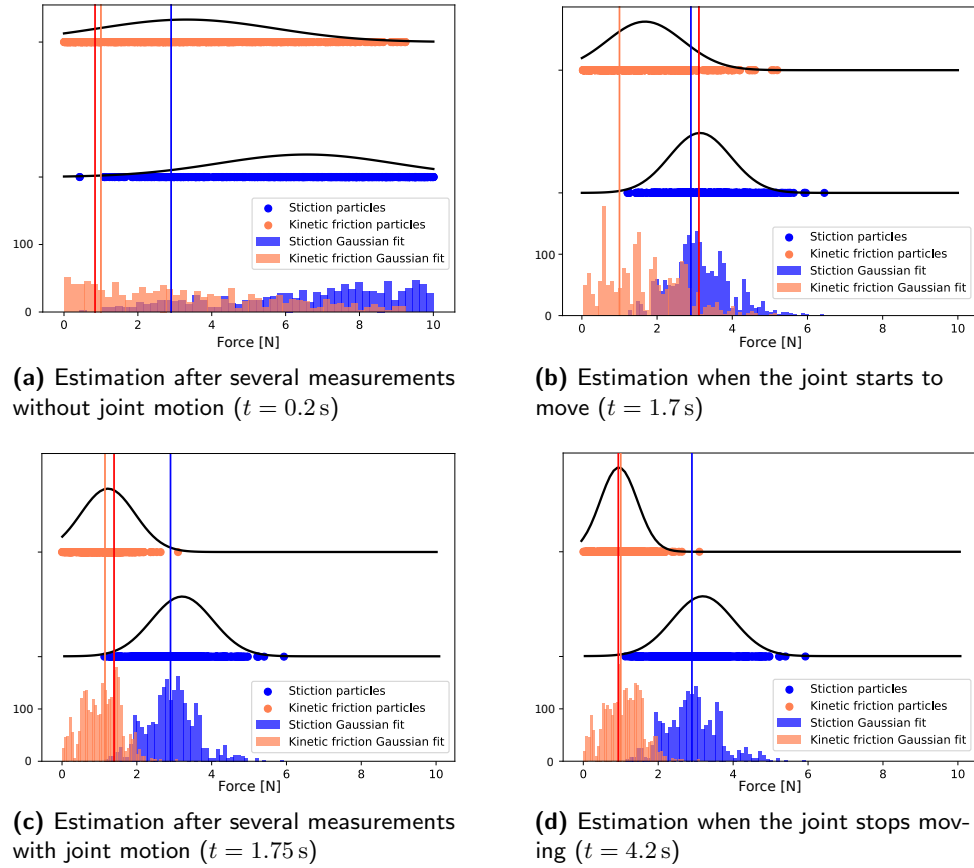 Stiction particles
Kinetic friction particles
Stiction Gaussian fit
Kinetic friction Gaussian fit
100
0
0 2 4 6 8 10
Force [N]
(a) Estimation after several measurements
without joint motion (t = 0.2 s)
Stiction particles
Kinetic friction particles
Stiction Gaussian fit
Kinetic friction Gaussian fit
100
0
0 2 4 6 8 10
Force [N]
(b) Estimation when the joint starts to
move (t = 1.7 s)
Stiction particles
Kinetic friction particles
Stiction Gaussian fit
Kinetic friction Gaussian fit
100
0
0 2 4 6 8 10
Force [N]
(c) Estimation after several measurements
with joint motion (t = 1.75 s)
Stiction particles
Kinetic friction particles
Stiction Gaussian fit
Kinetic friction Gaussian fit
100
0
0 2 4 6 8 10
Force [N]
(d) Estimation when the joint stops mov-
ing (t = 4.2 s)